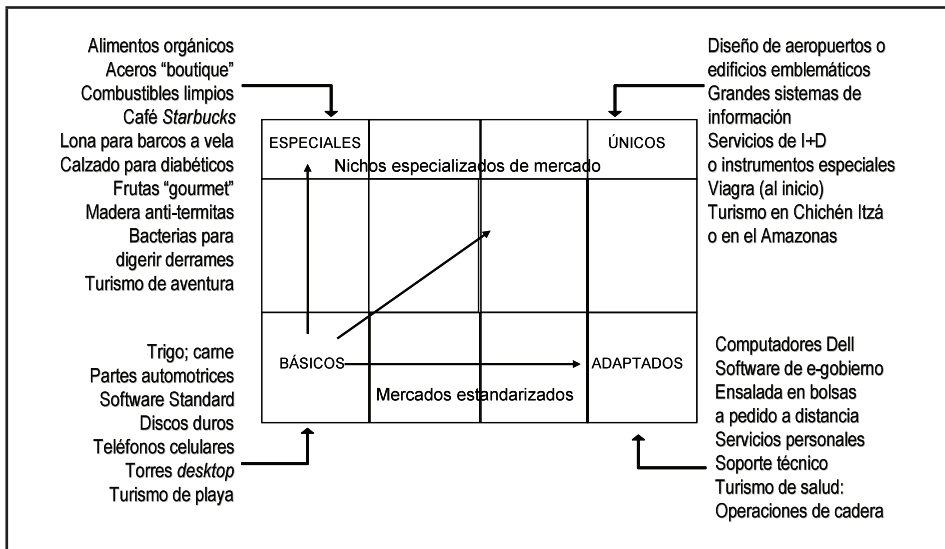 Alimentos orgánicos
Aceros “boutique”
Combustibles limpios
Café Starbucks
Lona para barcos a vela
Calzado para diabéticos
Frutas “gourmet”
Madera anti-termitas
Bacterias para
digerir derrames
Turismo de aventura
Diseño de aeropuertos o
edificios emblemáticos
Grandes sistemas de
información
Servicios de I+D
o instrumentos especiales
Viagra (al inicio)
Turismo en Chichén Itzá
o en el Amazonas
ESPECIALES
ÚNICOS
Nichos especializados de mercado
BÁSICOS
ADAPTADOS
Mercados estandarizados
Trigo; carne
Partes automotrices
Software Standard
Discos duros
Teléfonos celulares
Torres desktop
Turismo de playa
Computadores Dell
Software de e-gobierno
Ensalada en bolsas
a pedido a distancia
Servicios personales
Soporte técnico
Turismo de salud:
Operaciones de cadera